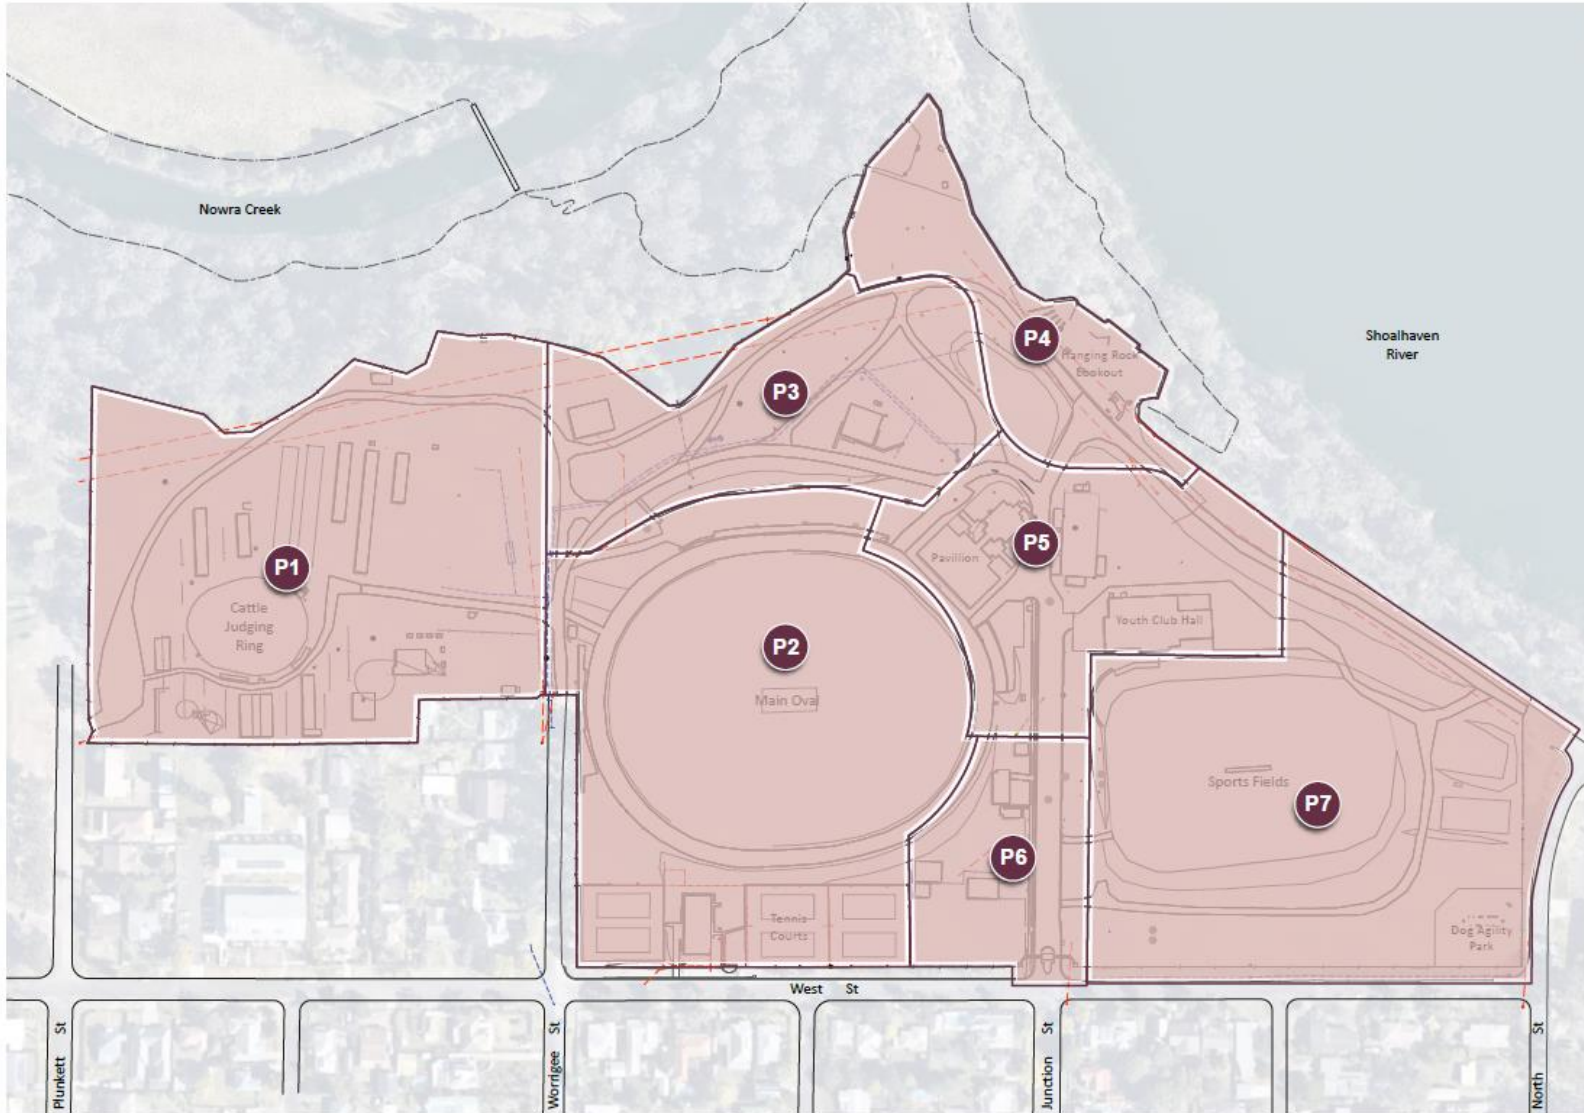 Nowra Creek
Shoalhaven
River
P4
Hanging Rock
Lookout
P3
P5
Pavillion
P1
Cattle
Judging
Ring
Youth Club Hall
P2
Main Oval
Sports Fields
P7
P6
Tennis
Courts
Dog Agility
Park
West St
Plunkett St
Worrigee St
Junction St
North St